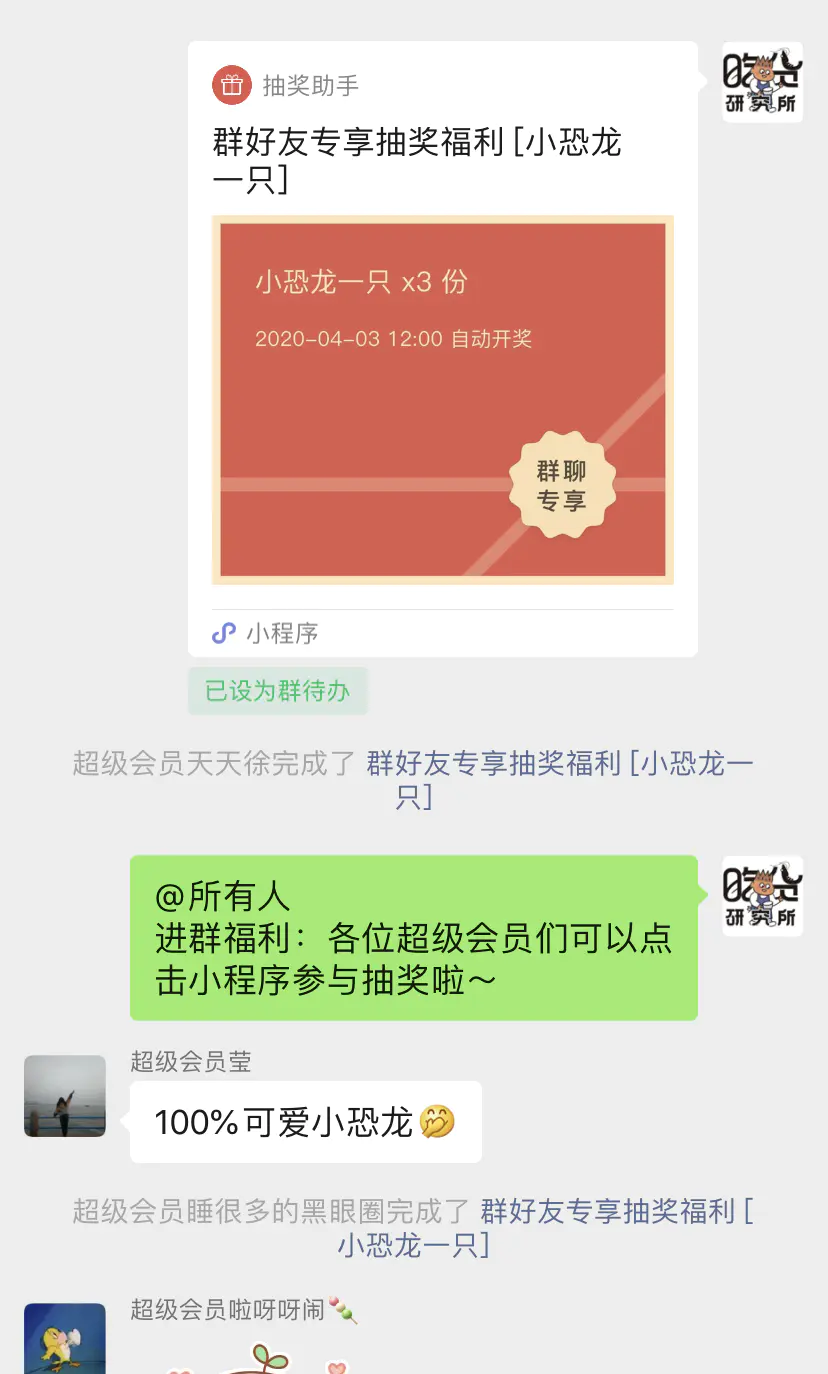 抽奖助手
吃货
研究所
群好友专享抽奖福利 [小恐龙
一只]
小恐龙一只 x3 份
2020-04-03 12:00 自动开奖
群聊
专享
小程序
已设为群待办
超级会员天天徐完成了 群好友专享抽奖福利 [小恐龙一
只]
@所有人
进群福利：各位超级会员们可以点
击小程序参与抽奖啦～
吃货
研究所
超级会员莹
100%可爱小恐龙🤭
超级会员睡很多的黑眼圈完成了 群好友专享抽奖福利 [
小恐龙一只]
超级会员啦呀呀闹🍡